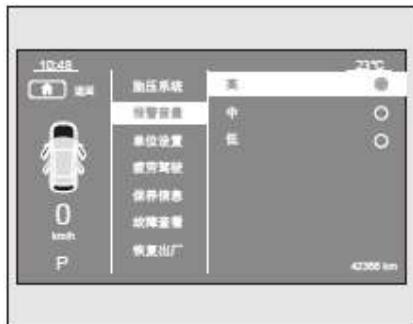 10:48
23℃
返回
胎压系统
报警音量
单位设置
疲劳驾驶
保养信息
故障查看
恢复出厂
高
中
低
0
km/h
P
42366 km